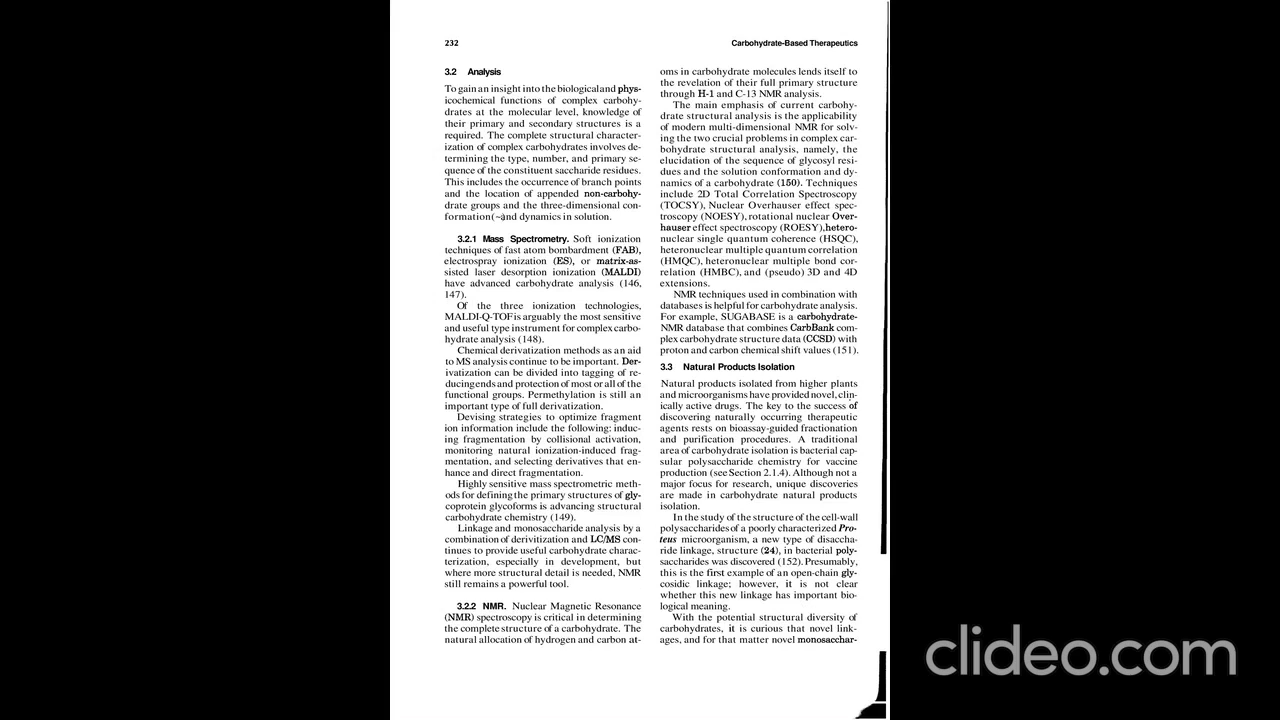 232
Carbohydrate-Based Therapeutics
3.2 Analysis
To gain an insight into the biological and phys-
icochemical functions of complex carbohy-
drates at the molecular level, knowledge of
their primary and secondary structures is a
required. The complete structural character-
ization of complex carbohydrates involves de-
termining the type, number, and primary se-
quence of the constituent saccharide residues.
This includes the occurrence of branch points
and the location of appended non-carbohy-
drate groups and the three-dimensional con-
formation(~and dynamics in solution.
3.2.1 Mass Spectrometry. Soft ionization
techniques of fast atom bombardment (FAB),
electrospray ionization (ES), or matrix-as-
sisted laser desorption ionization (MALDI)
have advanced carbohydrate analysis (146,
147).
Of the three ionization technologies,
MALDI-Q-TOF is arguably the most sensitive
and useful type instrument for complex carbo-
hydrate analysis (148).
Chemical derivatization methods as an aid
to MS analysis continue to be important. Der-
ivatization can be divided into tagging of re-
ducing ends and protection of most or all of the
functional groups. Permethylation is still an
important type of full derivatization.
Devising strategies to optimize fragment
ion information include the following: induc-
ing fragmentation by collisional activation,
monitoring natural ionization-induced frag-
mentation, and selecting derivatives that en-
hance and direct fragmentation.
Highly sensitive mass spectrometric meth-
ods for defining the primary structures of gly-
coprotein glycoforms is advancing structural
carbohydrate chemistry (149).
Linkage and monosaccharide analysis by a
combination of derivitization and LC/MS con-
tinues to provide useful carbohydrate charac-
terization, especially in development, but
where more structural detail is needed, NMR
still remains a powerful tool.
3.2.2 NMR. Nuclear Magnetic Resonance
(NMR) spectroscopy is critical in determining
the complete structure of a carbohydrate. The
natural allocation of hydrogen and carbon at-
oms in carbohydrate molecules lends itself to
the revelation of their full primary structure
through H-1 and C-13 NMR analysis.
The main emphasis of current carbohy-
drate structural analysis is the applicability
of modern multi-dimensional NMR for solv-
ing the two crucial problems in complex car-
bohydrate structural analysis, namely, the
elucidation of the sequence of glycosyl resi-
dues and the solution conformation and dy-
namics of a carbohydrate (150). Techniques
include 2D Total Correlation Spectroscopy
(TOCSY), Nuclear Overhauser effect spec-
troscopy (NOESY), rotational nuclear Over-
hauser effect spectroscopy (ROESY), hetero-
nuclear single quantum coherence (HSQC),
heteronuclear multiple quantum correlation
(HMQC), heteronuclear multiple bond cor-
relation (HMBC), and (pseudo) 3D and 4D
extensions.
NMR techniques used in combination with
databases is helpful for carbohydrate analysis.
For example, SUGABASE is a carbohydrate-
NMR database that combines CarbBank com-
plex carbohydrate structure data (CCSD) with
proton and carbon chemical shift values (151).
3.3 Natural Products Isolation
Natural products isolated from higher plants
and microorganisms have provided novel, clin-
ically active drugs. The key to the success of
discovering naturally occurring therapeutic
agents rests on bioassay-guided fractionation
and purification procedures. A traditional
area of carbohydrate isolation is bacterial cap-
sular polysaccharide chemistry for vaccine
production (see Section 2.1.4). Although not a
major focus for research, unique discoveries
are made in carbohydrate natural products
isolation.
In the study of the structure of the cell-wall
polysaccharides of a poorly characterized Pro-
teus microorganism, a new type of disaccha-
ride linkage, structure (24), in bacterial poly-
saccharides was discovered (152). Presumably,
this is the first example of an open-chain gly-
cosidic linkage; however, it is not clear
whether this new linkage has important bio-
logical meaning.
With the potential structural diversity of
carbohydrates, it is curious that novel link-
ages, and for that matter novel monosacchar-
clideo.com